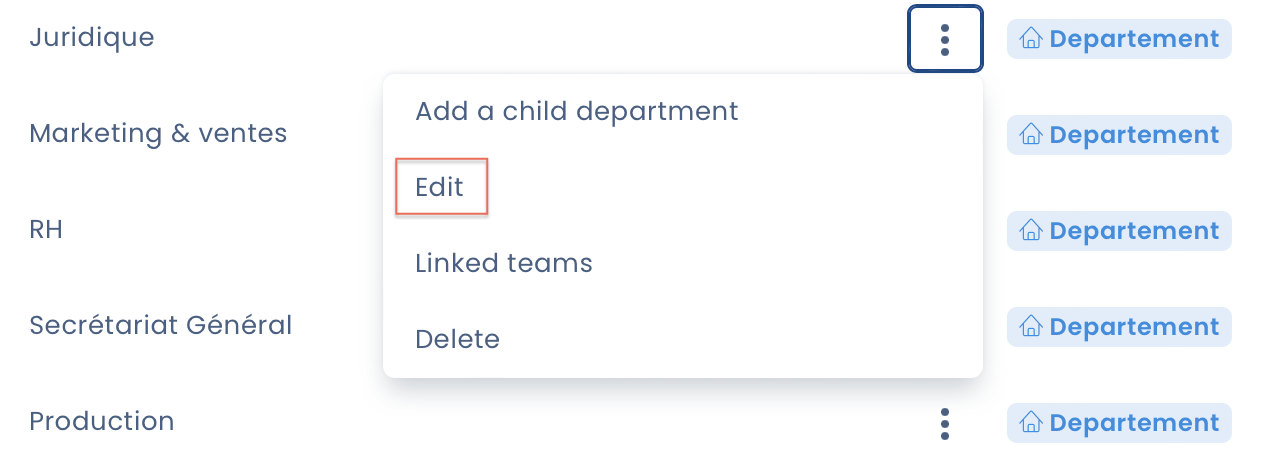 Juridique
Departement
Add a child department
Marketing & ventes
Departement
Edit
RH
Departement
Linked teams
Secrétariat Général
Departement
Delete
Production
Departement